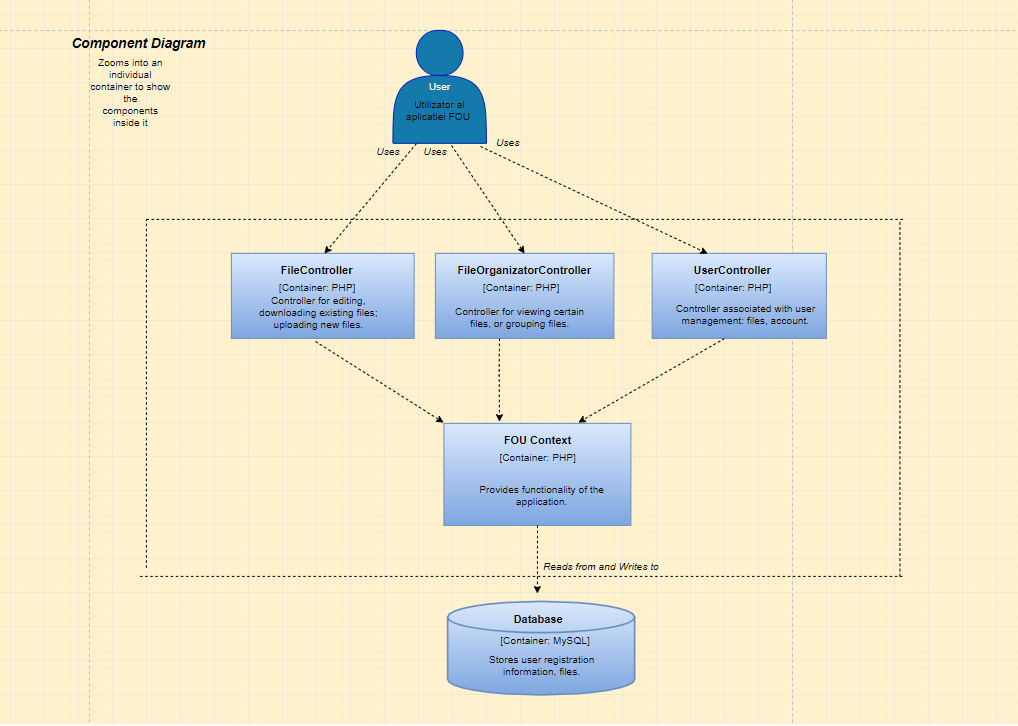 Component Diagram
Zooms into an
individual
container to show
the
components
inside it
User
Utilizator al
aplicatiei FOU
Uses
Uses
Uses
FileController
[Container: PHP]
Controller for editing,
downloading existing files;
uploading new files.
FileOrganizatorController
[Container: PHP]
Controller for viewing certain
files, or grouping files.
UserController
[Container: PHP]
Controller associated with user
management: files, account.
FOU Context
[Container: PHP]
Provides functionality of the
application.
Reads from and Writes to
Database
[Container: MySQL]
Stores user registration
information, files.